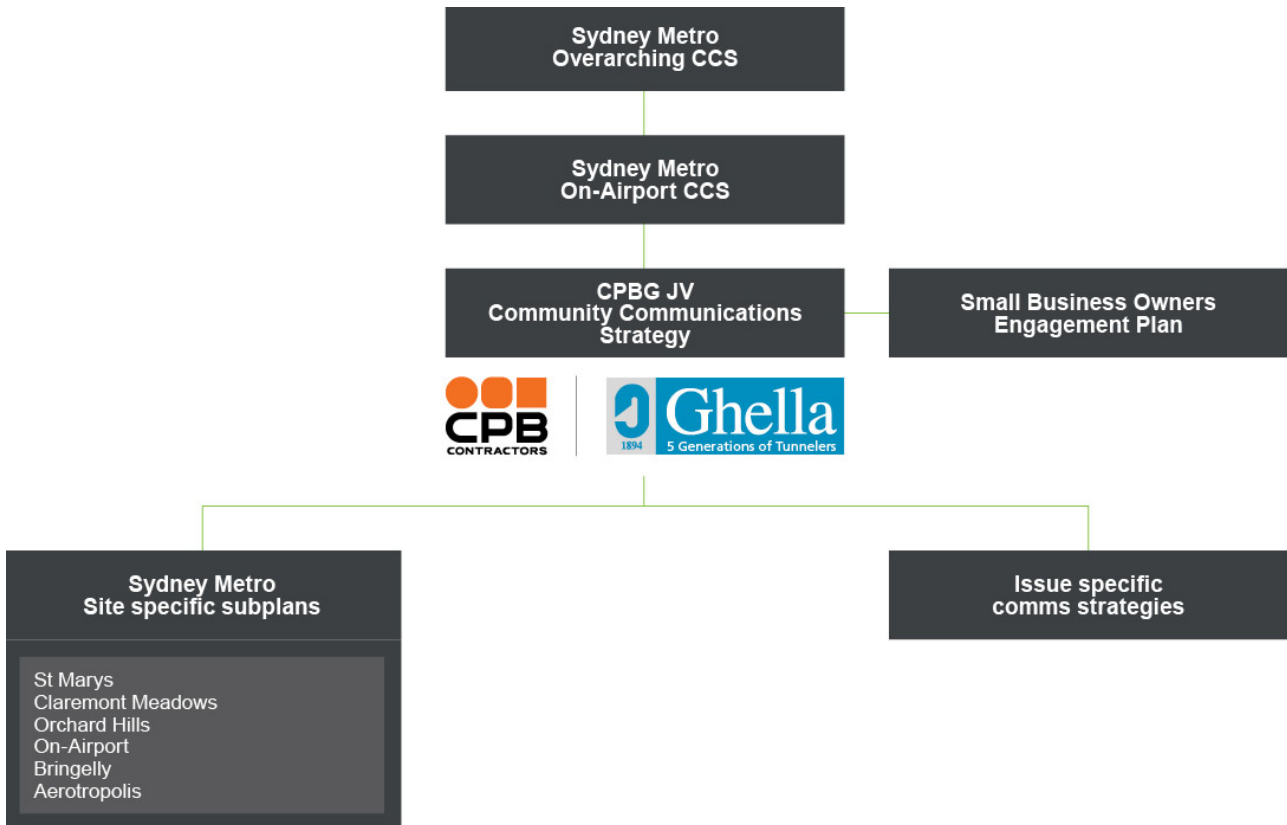 Sydney Metro
Overarching CCS
Sydney Metro
On-Airport CCS
CPBG JV
Community Communications
Strategy
Small Business Owners
Engagement Plan
CPB
CONTRACTORS
1894
Ghella
5 Generations of Tunnelers
Sydney Metro
Site specific subplans
St Marys
Claremont Meadows
Orchard Hills
On-Airport
Bringelly
Aerotropolis
Issue specific
comms strategies